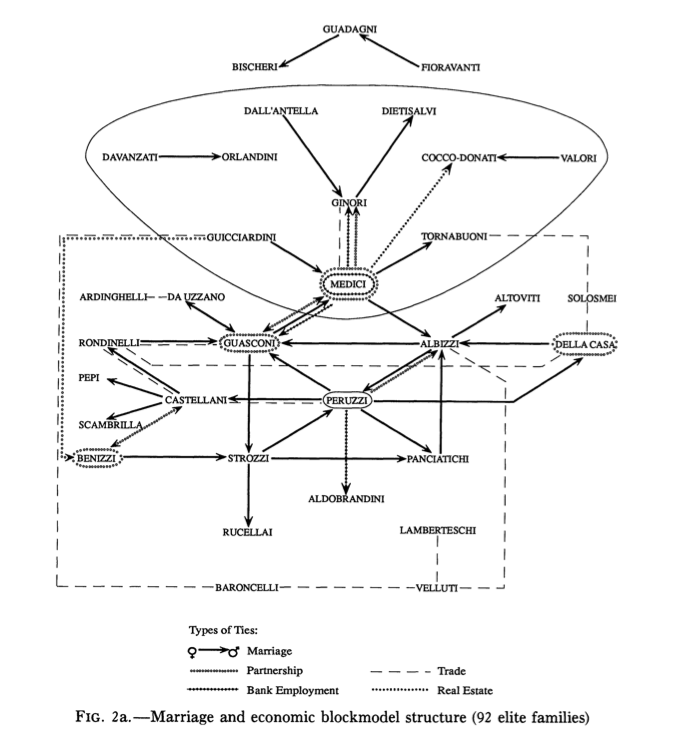 GUADAGNI
BISCHERI
FIORAVANTI
DALL'ANTELLA
DIETISALVI
DAVANZATI
ORLANDINI
COCCO-DONATI
VALORI
GINORI
GUICCIARDINI
TORNABUONI
MEDICI
ARDINGHELLI
DA UZZANO
ALTOVITI
SOLOSMEI
RONDINELLI
GUASCONI
ALBIZZI
DELLA CASA
PEPI
CASTELLANI
PERUZZI
SCAMBRILLA
BENIZZI
STROZZI
PANCIATICHI
ALDOBRANDINI
RUCELLAI
LAMBERTESCHI
BARONCELLI
VELLUTI
Types of Ties:
♀ ♂ Marriage
Partnership
Trade
Bank Employment
Real Estate
FIG. 2a.—Marriage and economic blockmodel structure (92 elite families)